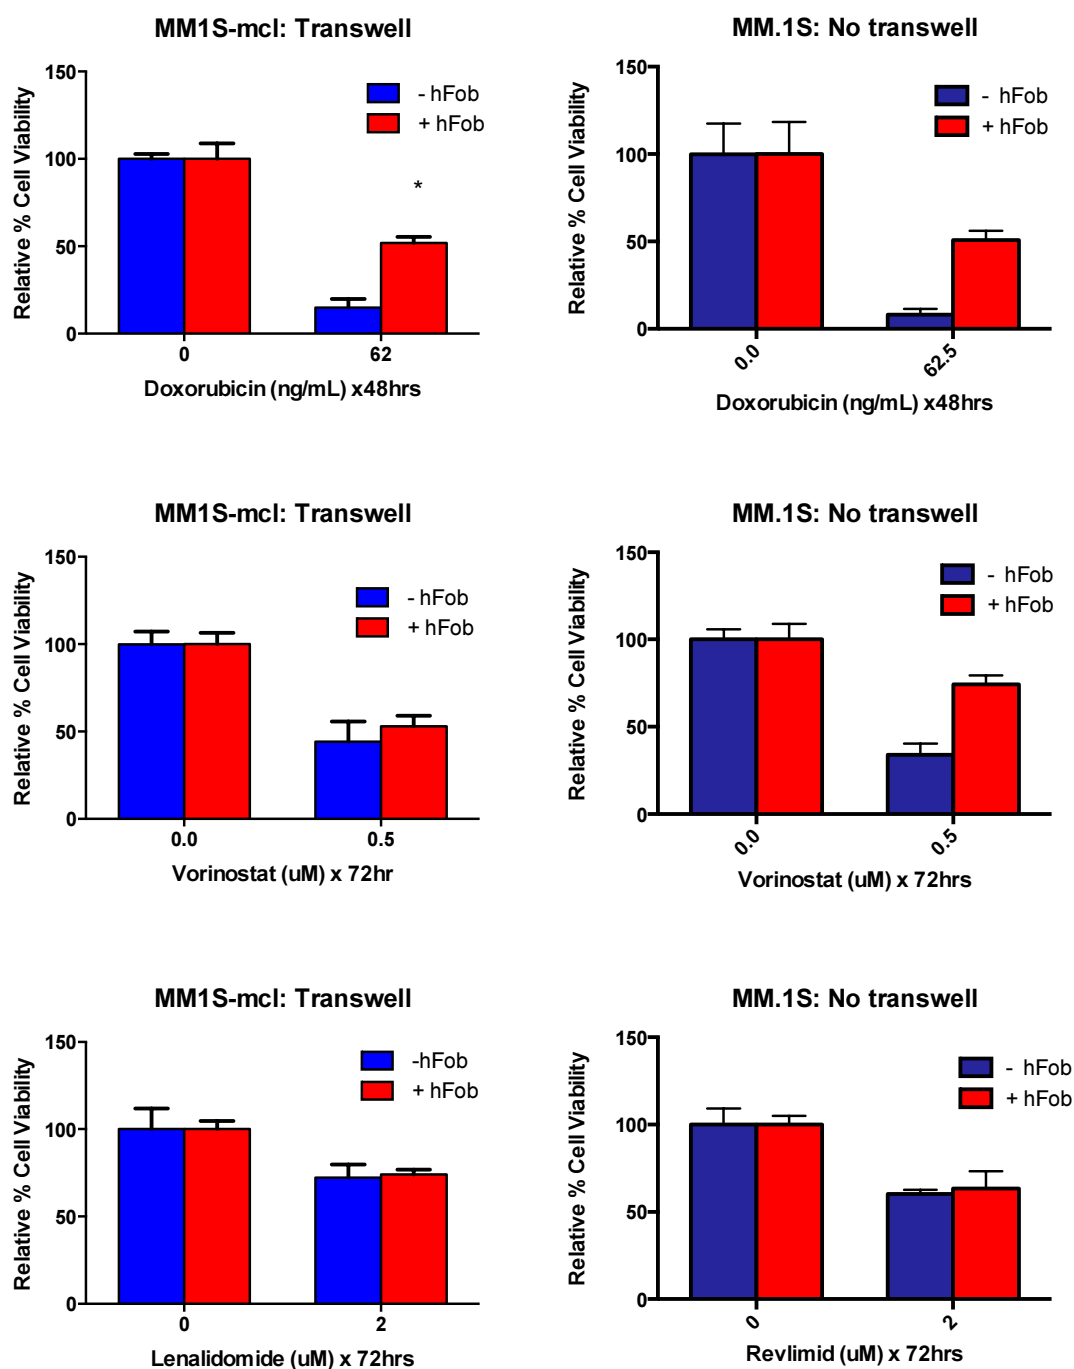 MM1S-mcl: Transwell
Relative % Cell Viability
150
100
50
0
- hFob
+ hFob
*
0
62
Doxorubicin (ng/mL) x48hrs
MM.1S: No transwell
Relative % Cell Viability
150
100
50
0
- hFob
+ hFob
0.0
62.5
Doxorubicin (ng/mL) x48hrs
MM1S-mcl: Transwell
Relative % Cell Viability
150
100
50
0
- hFob
+ hFob
0.0
0.5
Vorinostat (uM) x 72hr
MM.1S: No transwell
Relative % Cell Viability
150
100
50
0
- hFob
+ hFob
0.0
0.5
Vorinostat (uM) x 72hrs
MM1S-mcl: Transwell
Relative % Cell Viability
150
100
50
0
-hFob
+ hFob
0
2
Lenalidomide (uM) x 72hrs
MM.1S: No transwell
Relative % Cell Viability
150
100
50
0
- hFob
+ hFob
0
2
Revlimid (uM) x 72hrs